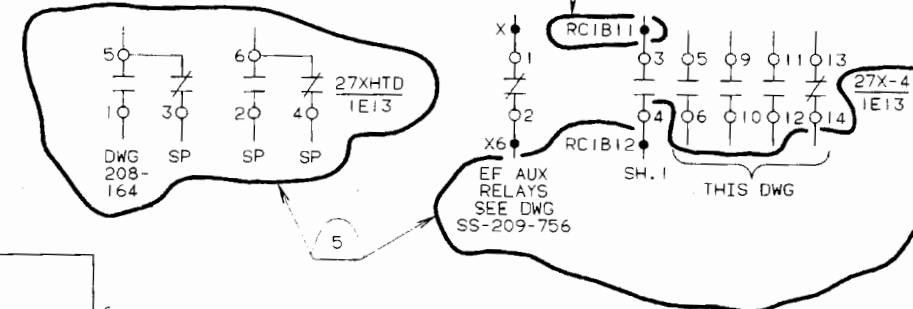 X RC1B11
5 6 1 3 5 9 11 13
27XHTD 27X-4
1E13 1E13
1 3 2 4 2 4 6 10 12 14
X6 RC1B12
DWG SP SP SP
208-
164
EF AUX SH.1
RELAYS THIS DWG
SEE DWG
SS-209-756
5